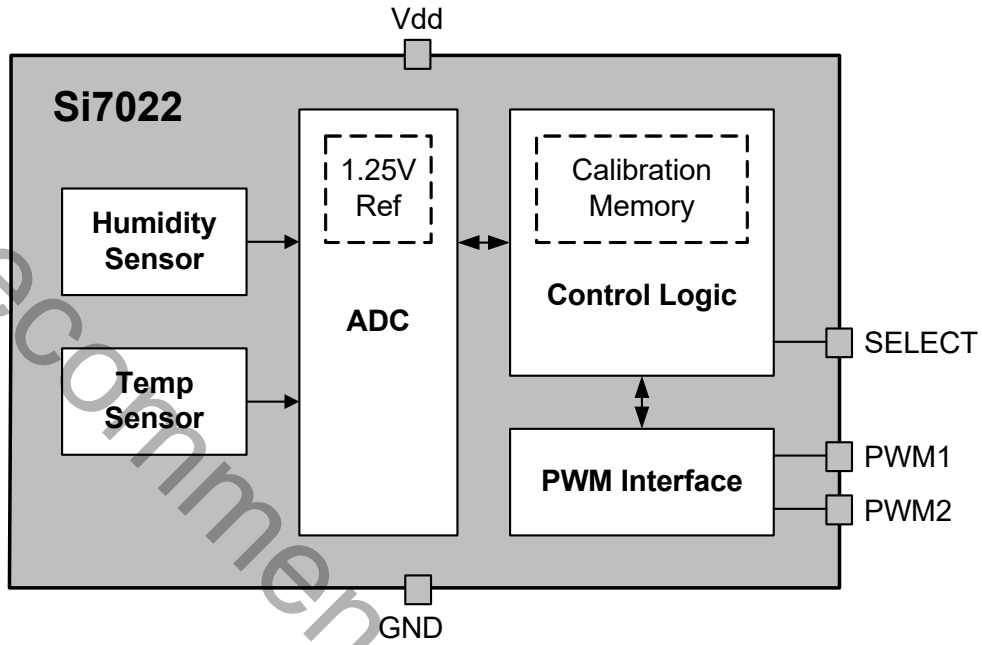 Vdd
Si7022
1.25V
Ref
Calibration
Memory
Humidity
Sensor
Control Logic
ADC
SELECT
Temp
Sensor
PWM Interface
PWM1
PWM2
GND
ecommen